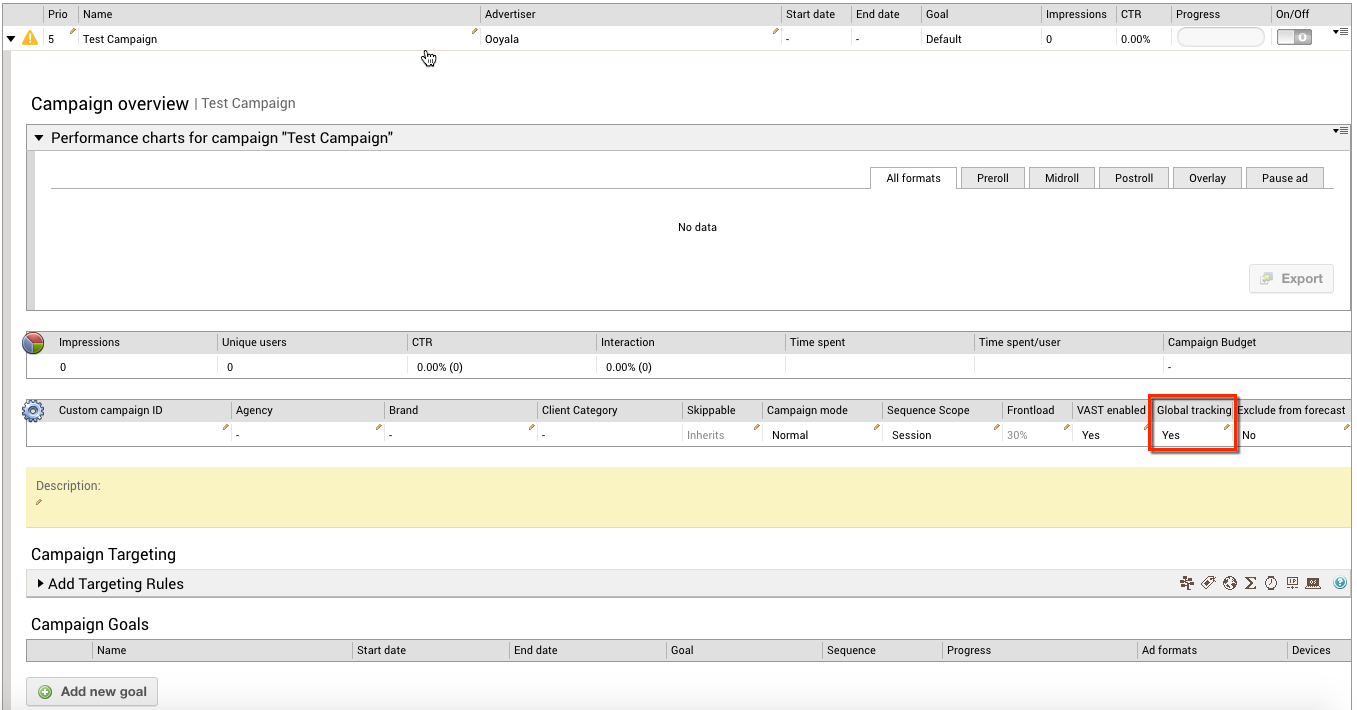 Prio Name Advertiser Start date End date Goal Impressions CTR Progress On/Off
5 Test Campaign Ooyala - - Default 0 0.00%
Campaign overview | Test Campaign
Performance charts for campaign "Test Campaign"
All formats Preroll Midroll Postroll Overlay Pause ad
No data
Export
Impressions Unique users CTR Interaction Time spent Time spent/user Campaign Budget
0 0 0.00% (0) 0.00% (0) -
Custom campaign ID Agency Brand Client Category Skippable Campaign mode Sequence Scope Frontload VAST enabled Global tracking Exclude from forecast
- - - Inherits Normal Session 30% Yes Yes No
Description:
Campaign Targeting
Add Targeting Rules
Campaign Goals
Name Start date End date Goal Sequence Progress Ad formats Devices
Add new goal